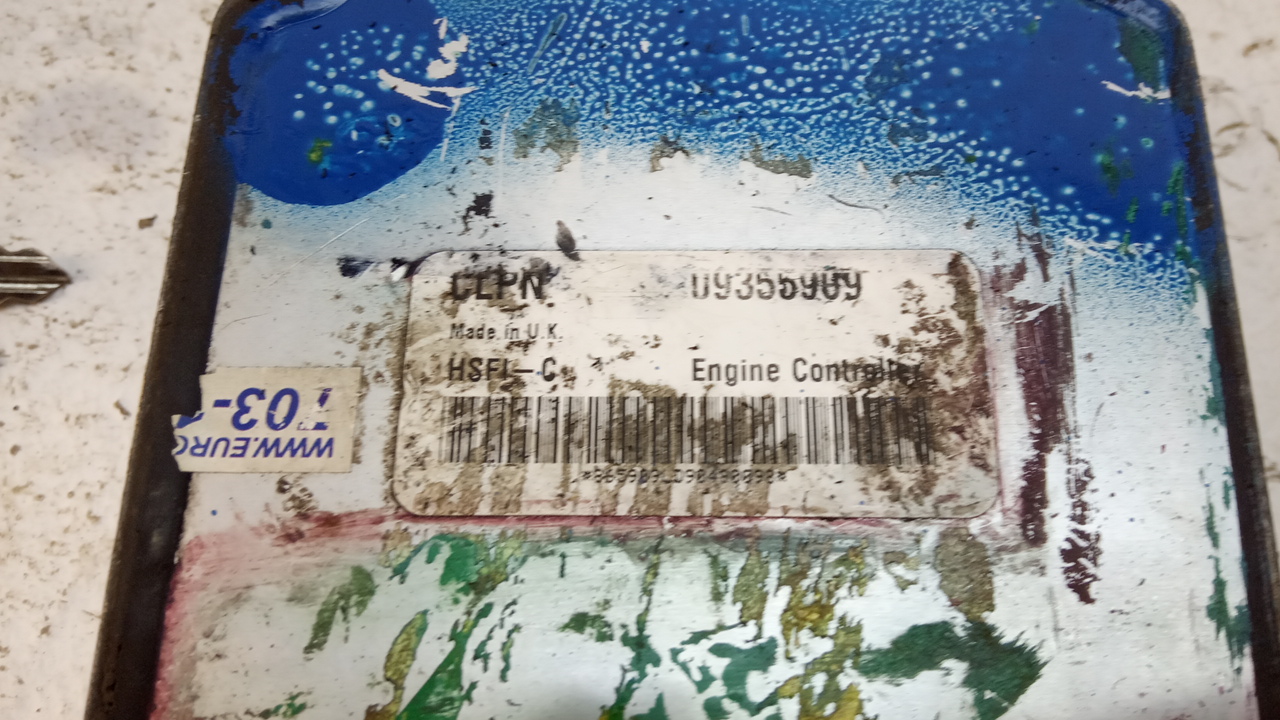 CLPN 09355909
Made in U.K.
HSFI-C Engine Controller
T03-
WWW.EURO